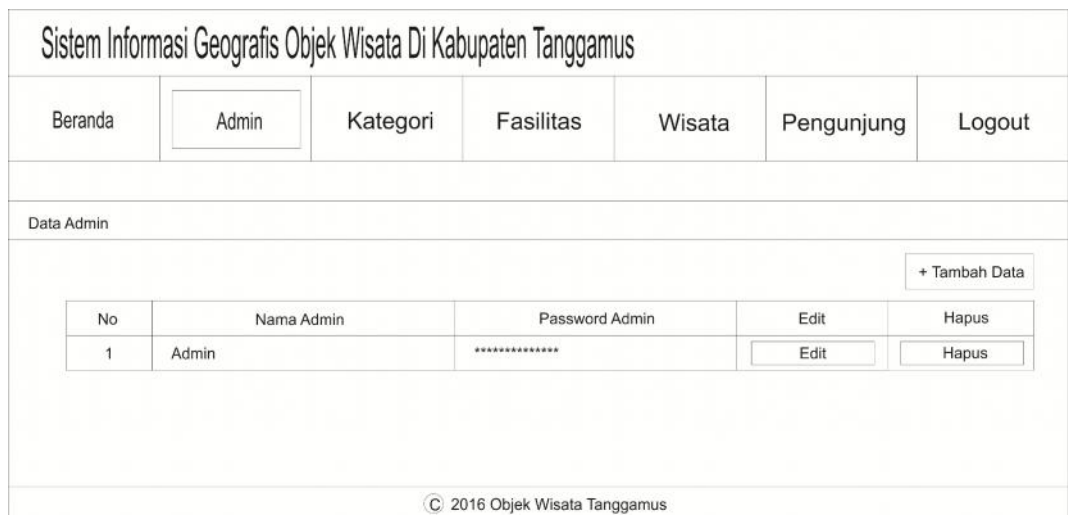 Sistem Informasi Geografis Objek Wisata Di Kabupaten Tanggamus
Beranda Admin Kategori Fasilitas Wisata Pengunjung Logout
Data Admin
+ Tambah Data
No Nama Admin Password Admin Edit Hapus
1 Admin ************** Edit Hapus
© 2016 Objek Wisata Tanggamus